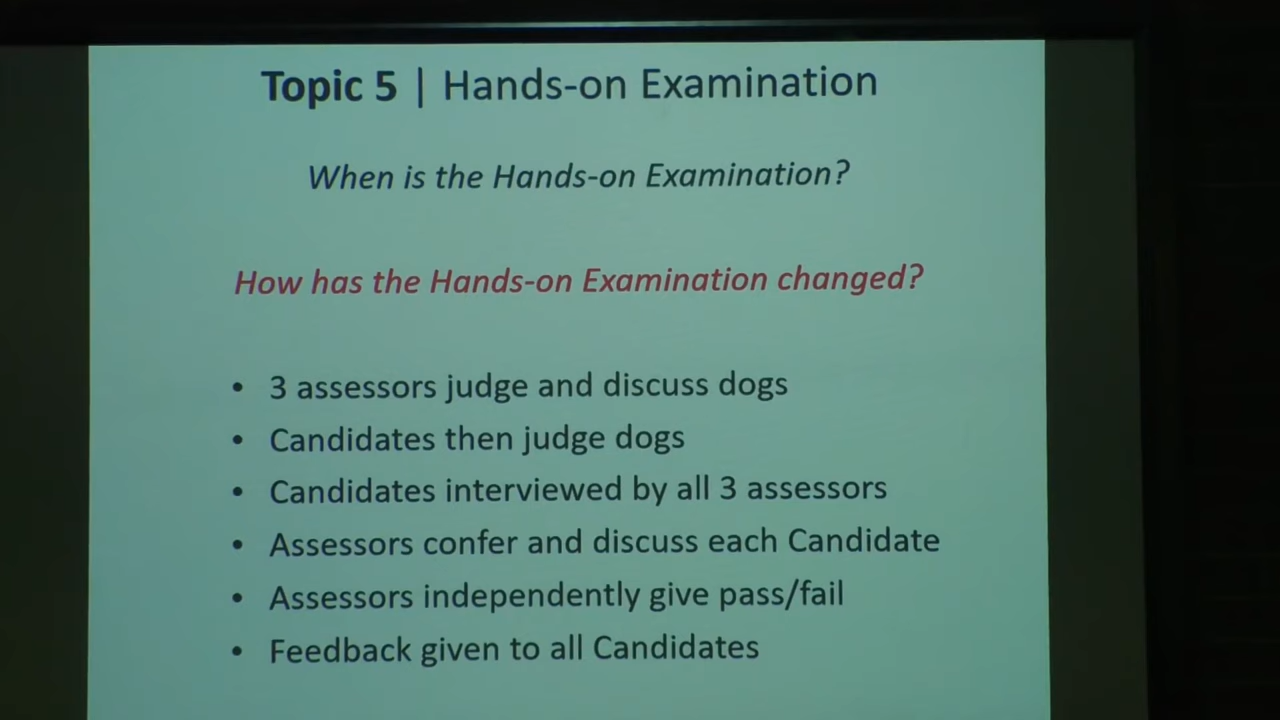 Topic 5 | Hands-on Examination
When is the Hands-on Examination?
How has the Hands-on Examination changed?
• 3 assessors judge and discuss dogs
• Candidates then judge dogs
• Candidates interviewed by all 3 assessors
• Assessors confer and discuss each Candidate
• Assessors independently give pass/fail
• Feedback given to all Candidates